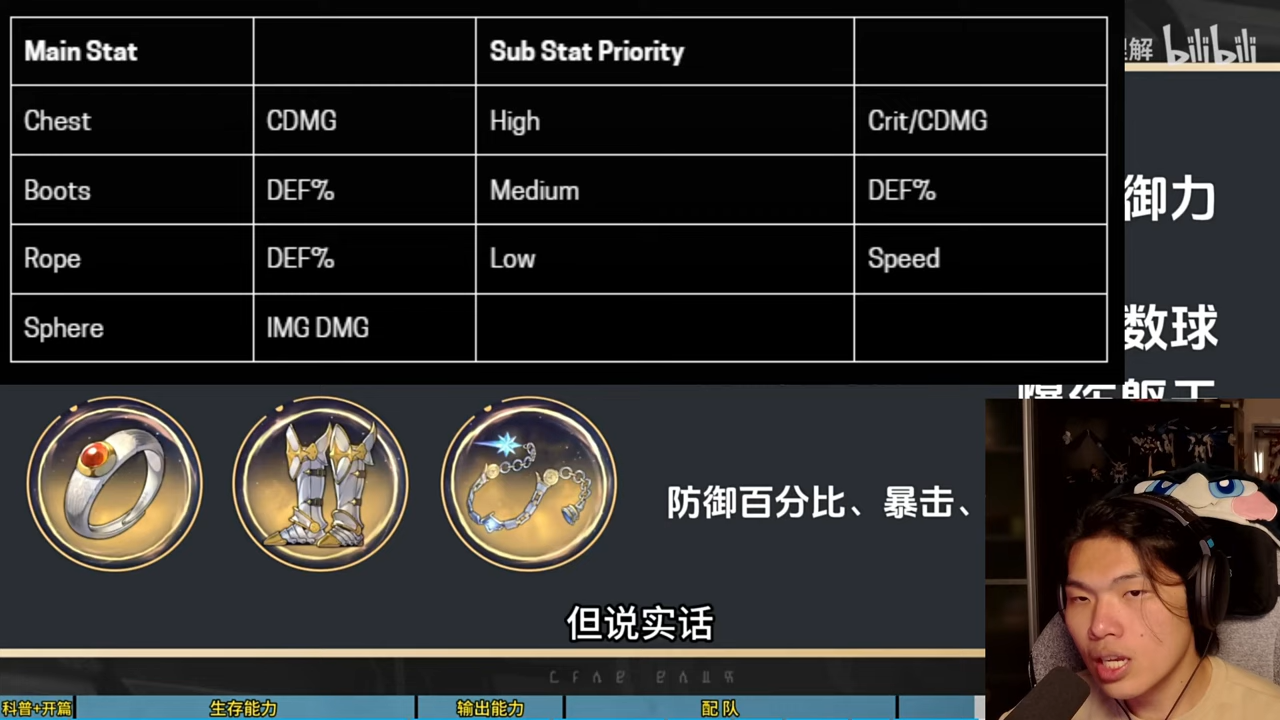 Main Stat
Sub Stat Priority
Chest
CDMG
High
Crit/CDMG
Boots
DEF%
Medium
DEF%
Rope
DEF%
Low
Speed
Sphere
IMG DMG
解 bilibili
御力
数球
防御百分比、暴击、
但说实话
科普+开篇
生存能力
输出能力
配队